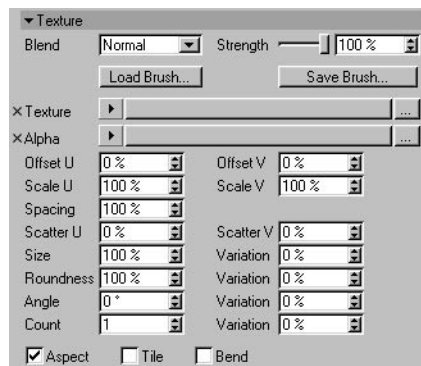 Texture
Blend Normal Strength 100 %
Load Brush... Save Brush...
Texture ...
Alpha ...
Offset U 0 % Offset V 0 %
Scale U 100 % Scale V 100 %
Spacing 100 %
Scatter U 0 % Scatter V 0 %
Size 100 % Variation 0 %
Roundness 100 % Variation 0 %
Angle 0 ° Variation 0 %
Count 1 Variation 0 %
Aspect Tile Bend